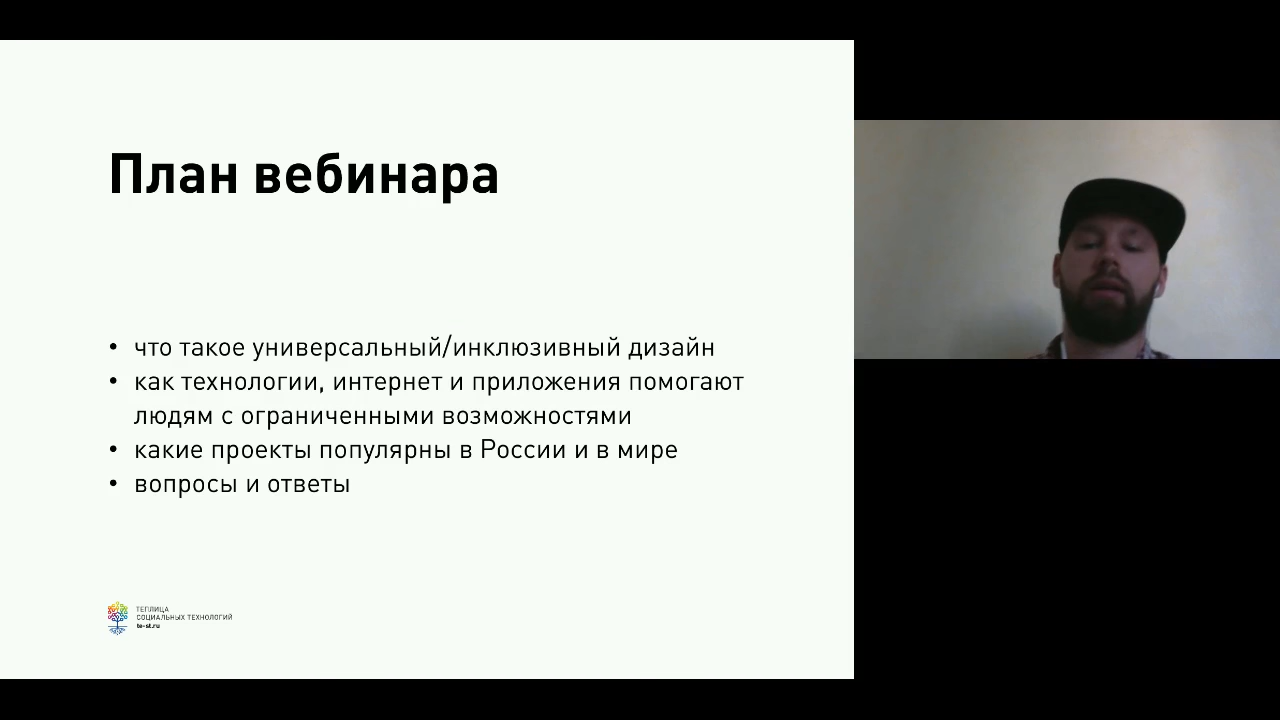 План вебинара
• что такое универсальный/инклюзивный дизайн
• как технологии, интернет и приложения помогают
людям с ограниченными возможностями
• какие проекты популярны в России и в мире
• вопросы и ответы
ТЕПЛИЦА
СОЦИАЛЬНЫХ ТЕХНОЛОГИЙ
te-st.ru